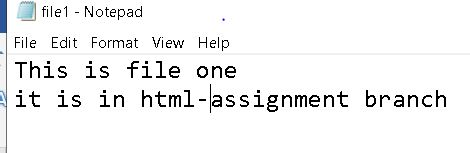 file1 - Notepad
File Edit Format View Help
This is file one
it is in html-assignment branch